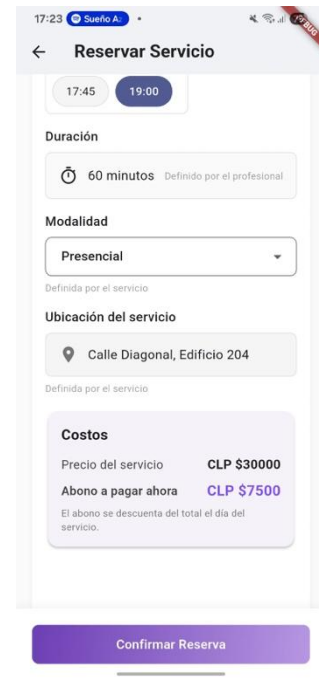 17:23 Sueño A
Reservar Servicio
17:45 19:00
Duración
60 minutos Definido por el profesional
Modalidad
Presencial
Definida por el servicio
Ubicación del servicio
Calle Diagonal, Edificio 204
Definida por el servicio
Costos
Precio del servicio CLP $30000
Abono a pagar ahora CLP $7500
El abono se descuenta del total el día del
servicio.
Confirmar Reserva